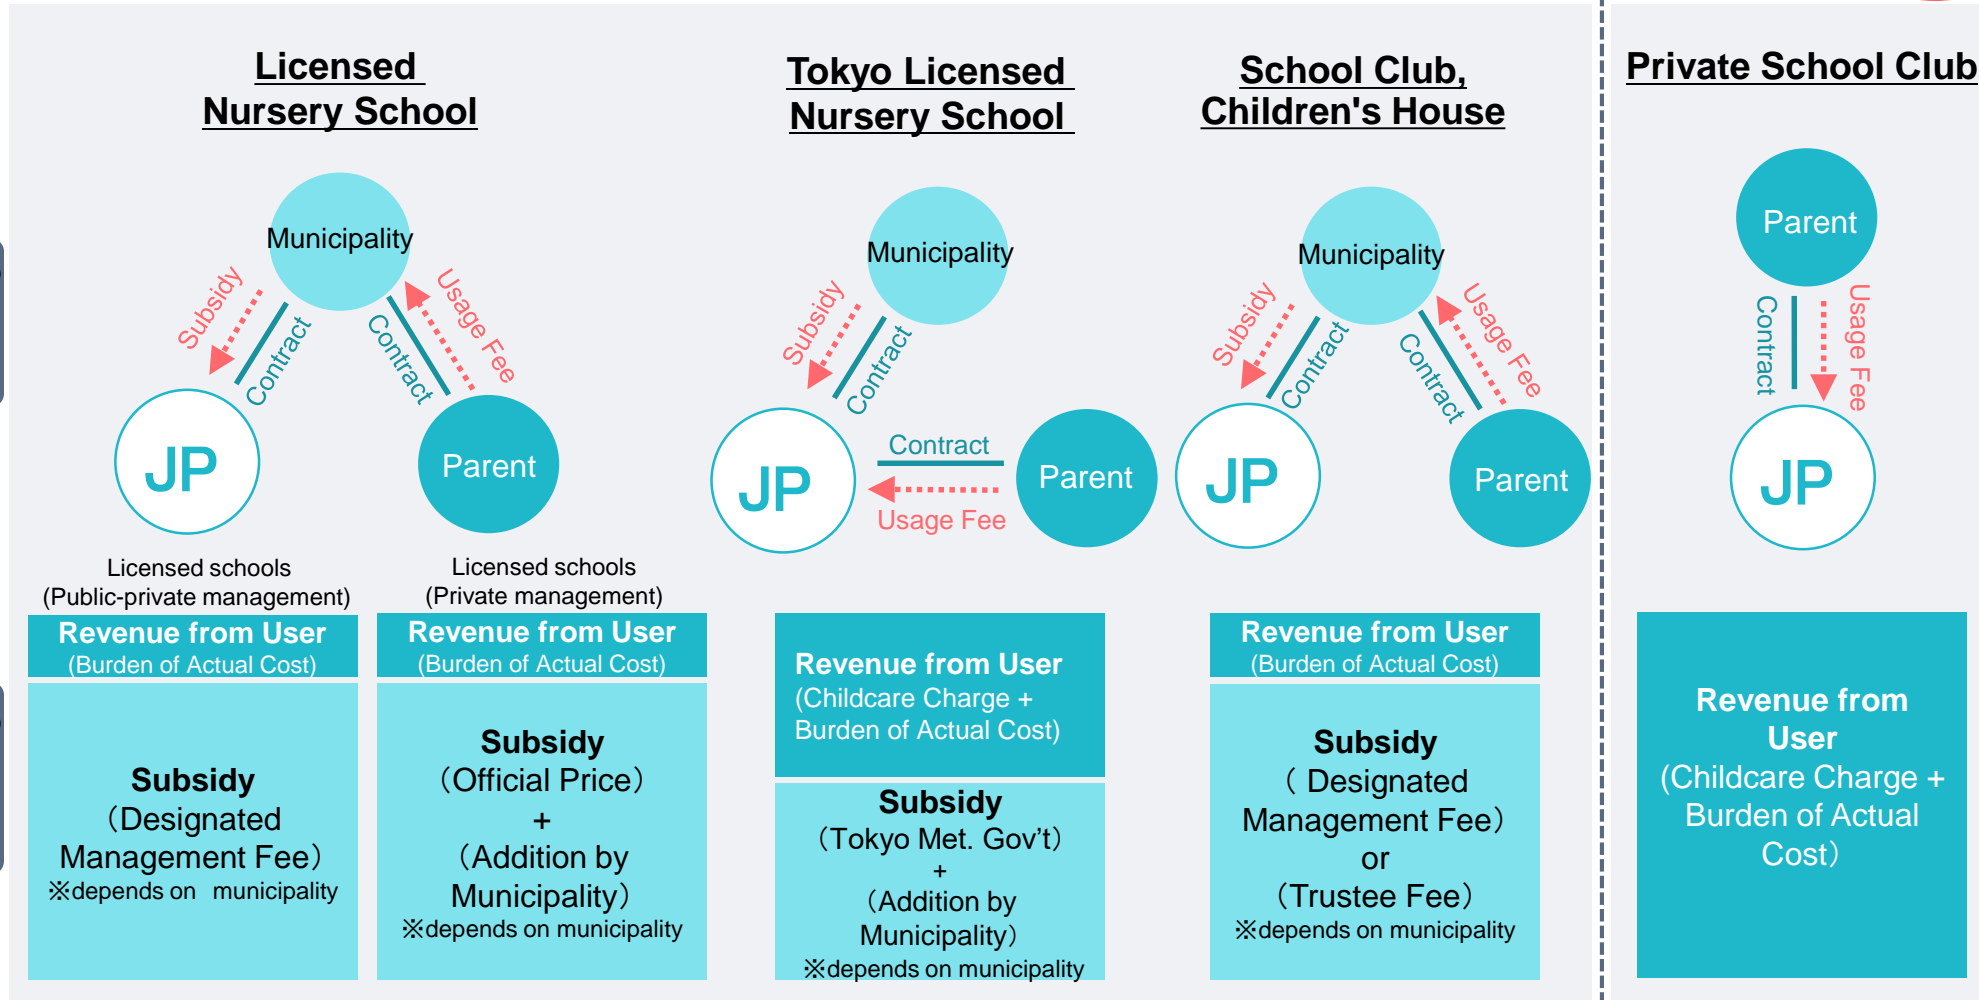 Licensed
Nursery School
Municipality
Subsidy
Contract
Contract
Usage Fee
JP
Parent
Licensed schools
(Public-private management)
Revenue from User
(Burden of Actual Cost)
Subsidy
（Designated
Management Fee）
※depends on municipality
Licensed schools
(Private management)
Revenue from User
(Burden of Actual Cost)
Subsidy
（Official Price）
+
（Addition by
Municipality）
※depends on municipality
Tokyo Licensed
Nursery School
Municipality
Subsidy
Contract
JP
Contract
Usage Fee
Parent
Revenue from User
(Childcare Charge +
Burden of Actual Cost)
Subsidy
（Tokyo Met. Gov’t）
+
（Addition by
Municipality）
※depends on municipality
School Club,
Children's House
Municipality
Subsidy
Contract
Contract
Usage Fee
JP
Parent
Revenue from User
(Burden of Actual Cost)
Subsidy
（ Designated
Management Fee）
or
（Trustee Fee）
※depends on municipality
Private School Club
Parent
Contract
Usage Fee
JP
Revenue from
User
(Childcare Charge +
Burden of Actual
Cost）